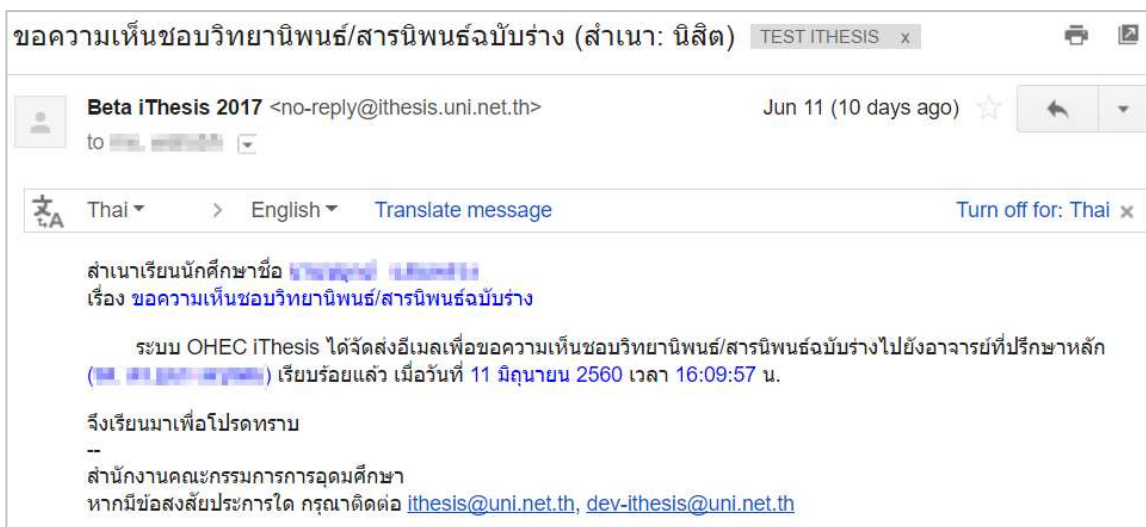 ขอความเห็นชอบวิทยานิพนธ์/สารนิพนธ์ฉบับร่าง (สำเนา: นิสิต) TEST ITHESIS x
Beta iThesis 2017 <no-reply@ithesis.uni.net.th> Jun 11 (10 days ago)
to
Thai > English Translate message Turn off for: Thai x
สำเนาเรียนนักศึกษาชื่อ
เรื่อง ขอความเห็นชอบวิทยานิพนธ์/สารนิพนธ์ฉบับร่าง
ระบบ OHEC iThesis ได้จัดส่งอีเมลเพื่อขอความเห็นชอบวิทยานิพนธ์/สารนิพนธ์ฉบับร่างไปยังอาจารย์ที่ปรึกษาหลัก
( ) เรียบร้อยแล้ว เมื่อวันที่ 11 มิถุนายน 2560 เวลา 16:09:57 น.
จึงเรียนมาเพื่อโปรดทราบ
--
สำนักงานคณะกรรมการการอุดมศึกษา
หากมีข้อสงสัยประการใด กรุณาติดต่อ ithesis@uni.net.th, dev-ithesis@uni.net.th